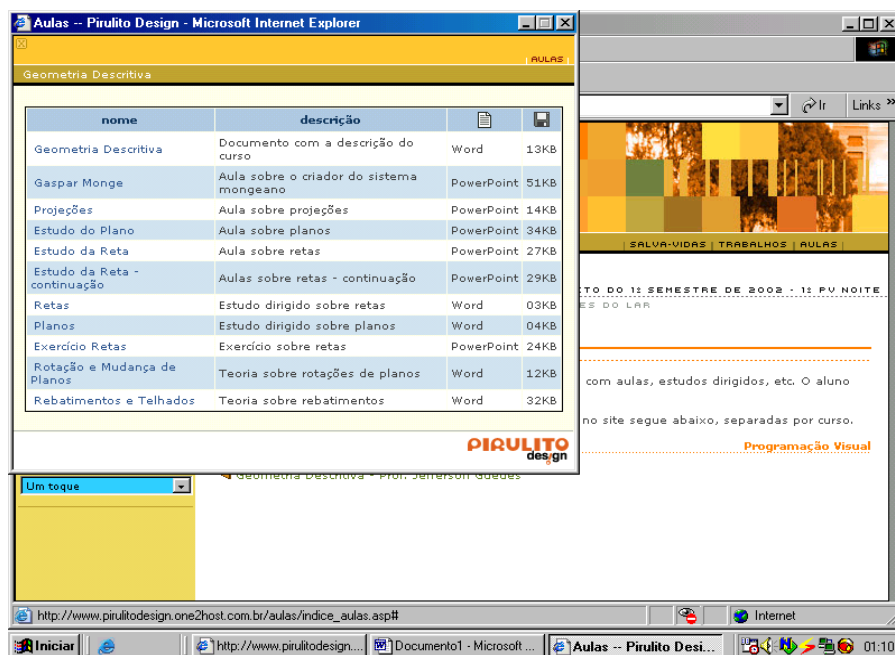 Aulas -- Pirulito Design - Microsoft Internet Explorer
| AULAS |
Geometria Descritiva
nome descrição
Geometria Descritiva Documento com a descrição do curso Word 13KB
Gaspar Monge Aula sobre o criador do sistema mongeano PowerPoint 51KB
Projeções Aula sobre projeções PowerPoint 14KB
Estudo do Plano Aula sobre planos PowerPoint 34KB
Estudo da Reta Aula sobre retas PowerPoint 27KB
Estudo da Reta - continuação Aulas sobre retas - continuação PowerPoint 29KB
Retas Estudo dirigido sobre retas Word 03KB
Planos Estudo dirigido sobre planos Word 04KB
Exercício Retas Exercício sobre retas PowerPoint 24KB
Rotação e Mudança de Planos Teoria sobre rotações de planos Word 12KB
Rebatimentos e Telhados Teoria sobre rebatimentos Word 32KB
PIRULITO
design
Ir Links »
| SALVA-VIDAS | TRABALHOS | AULAS |
TO DO 1º SEMESTRE DE 2002 - 1º PV NOITE
ES DO LAR
com aulas, estudos dirigidos, etc. O aluno
no site segue abaixo, separadas por curso.
Programação Visual
Um toque
Geometria Descritiva - Prof. Jefferson Guedes
http://www.pirulitodesign.one2host.com.br/aulas/indice_aulas.asp#
Internet
Iniciar
http://www.pirulitodesign....
Documento1 - Microsoft ...
Aulas -- Pirulito Desi...
01:10